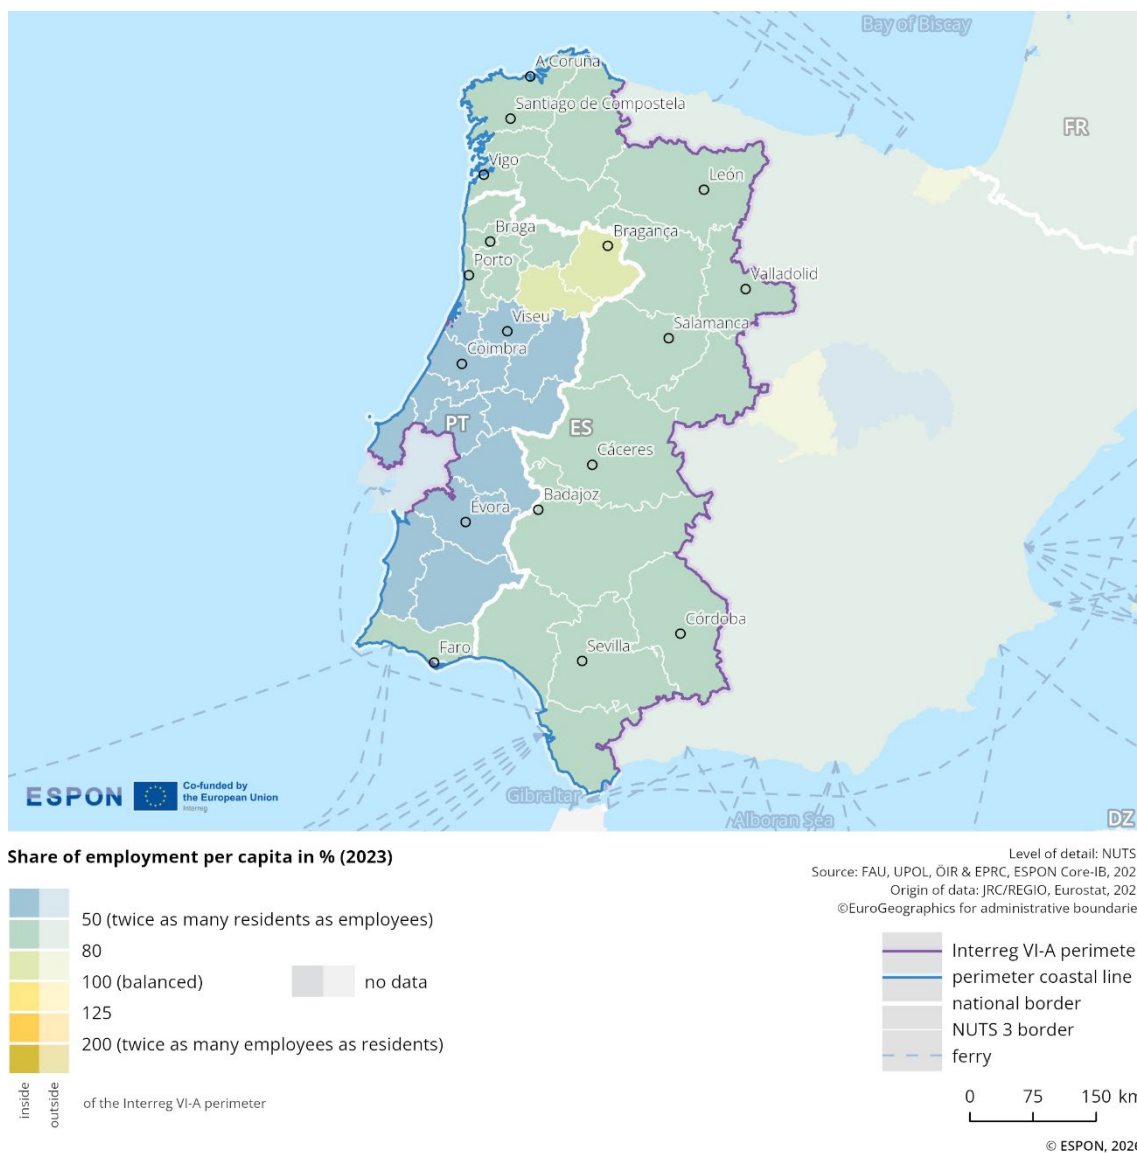 Bay of Biscay
A Coruña
Santiago de Compostela
FR
Vigo
León
Braga
Bragança
Porto
Valladolid
Viseu
Salamanca
Coimbra
PT
ES
Cáceres
Badajoz
Évora
Córdoba
Faro
Sevilla
Gibraltar
Alboran Sea
DZ
ESPON
Co-funded by
the European Union
Interreg
Share of employment per capita in % (2023)
50 (twice as many residents as employees)
80
100 (balanced)
125
200 (twice as many employees as residents)
no data
inside
outside
of the Interreg VI-A perimeter
Level of detail: NUTS
Source: FAU, UPOL, ÖIR & EPRC, ESPON Core-IB, 202
Origin of data: JRC/REGIO, Eurostat, 202
©EuroGeographics for administrative boundarie
Interreg VI-A perimete
perimeter coastal line
national border
NUTS 3 border
ferry
0 75 150 km
© ESPON, 2026